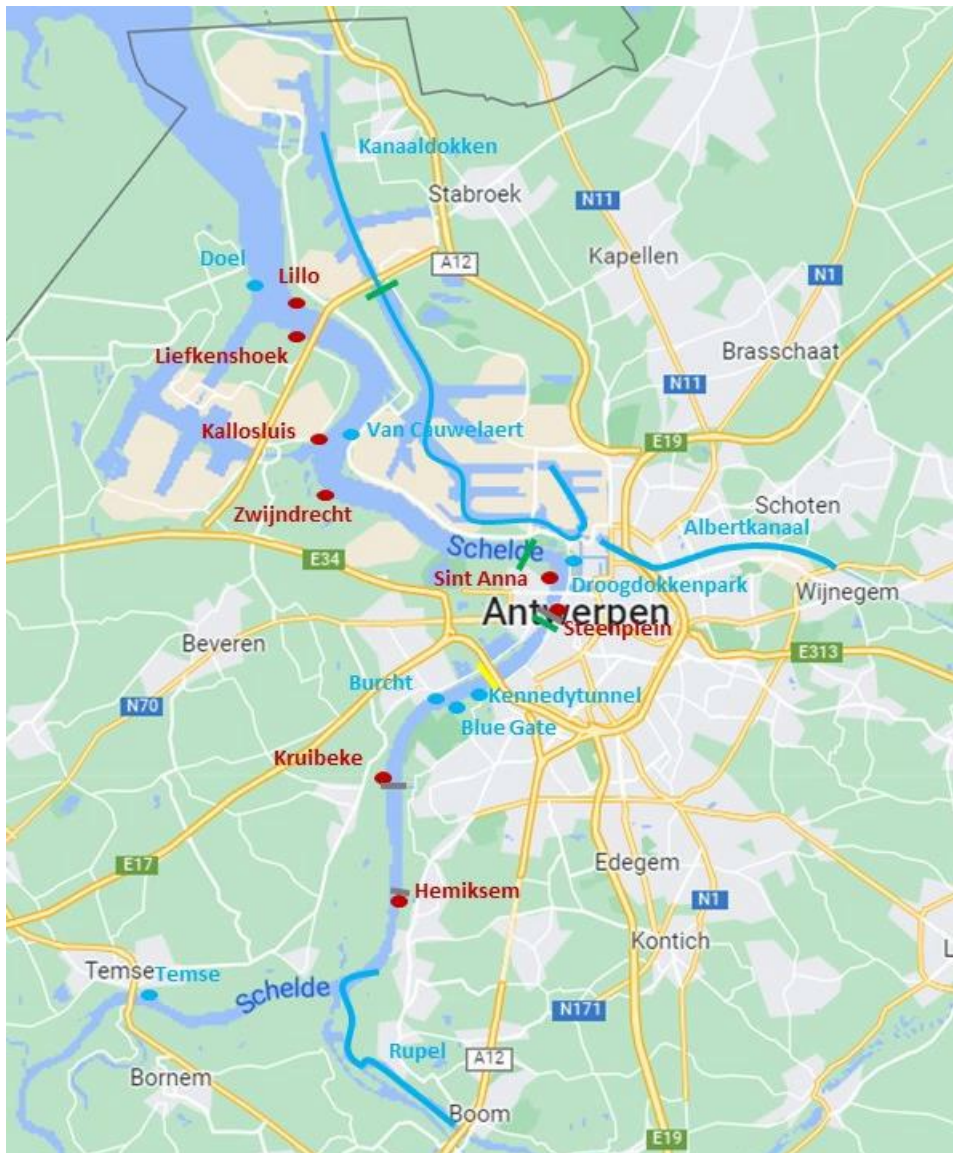 Kanaaldokken
Stabroek
N11
Kapellen
Doel
A12
N1
Lillo
Liefkenshoek
Brasschaat
N11
Kallosluis
Van Cauwelaert
E19
Zwijndrecht
Schoten
Albertkanaal
Schelde
E34
Sint Anna
Droogdokkenpark
Wijnegem
Antwerpen
Steenplein
Beveren
E313
Burcht
Kennedytunnel
N70
Blue Gate
Kruibeke
E17
Edegem
Hemiksem
N1
Kontich
L
Temse
Temse
Schelde
N171
Rupel
A12
Bornem
Boom
E19